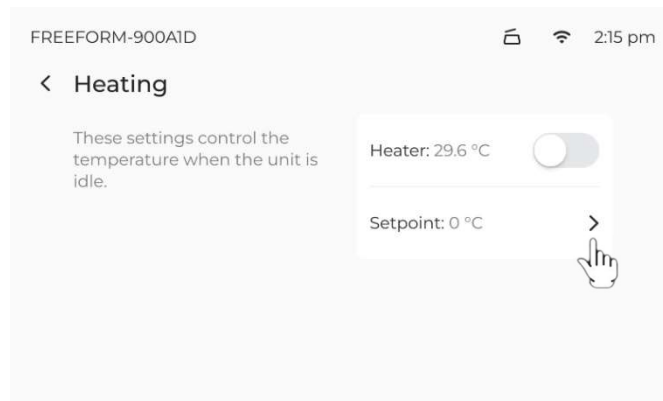 FREEFORM-900A1D
2:15 pm
Heating
These settings control the
temperature when the unit is
idle.
Heater: 29.6 °C
Setpoint: 0 °C